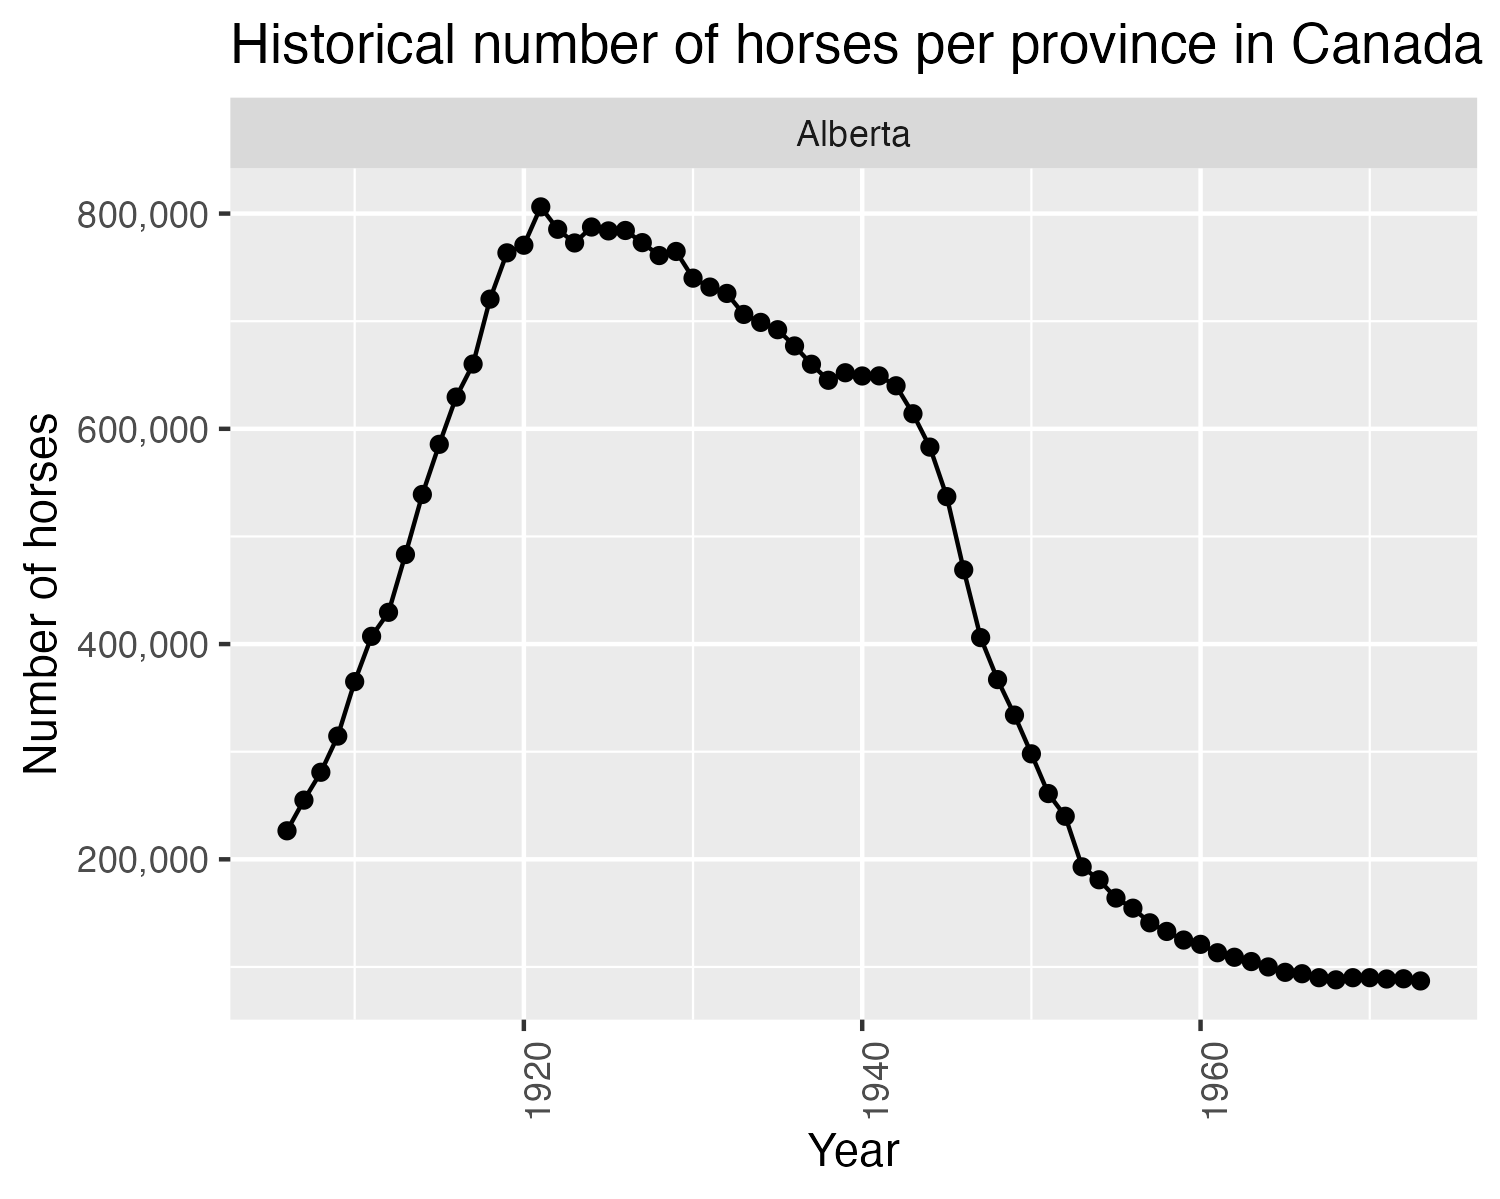 Historical number of horses per province in Canada
Alberta
800,000
600,000
400,000
200,000
Number of horses
1920
1940
1960
Year